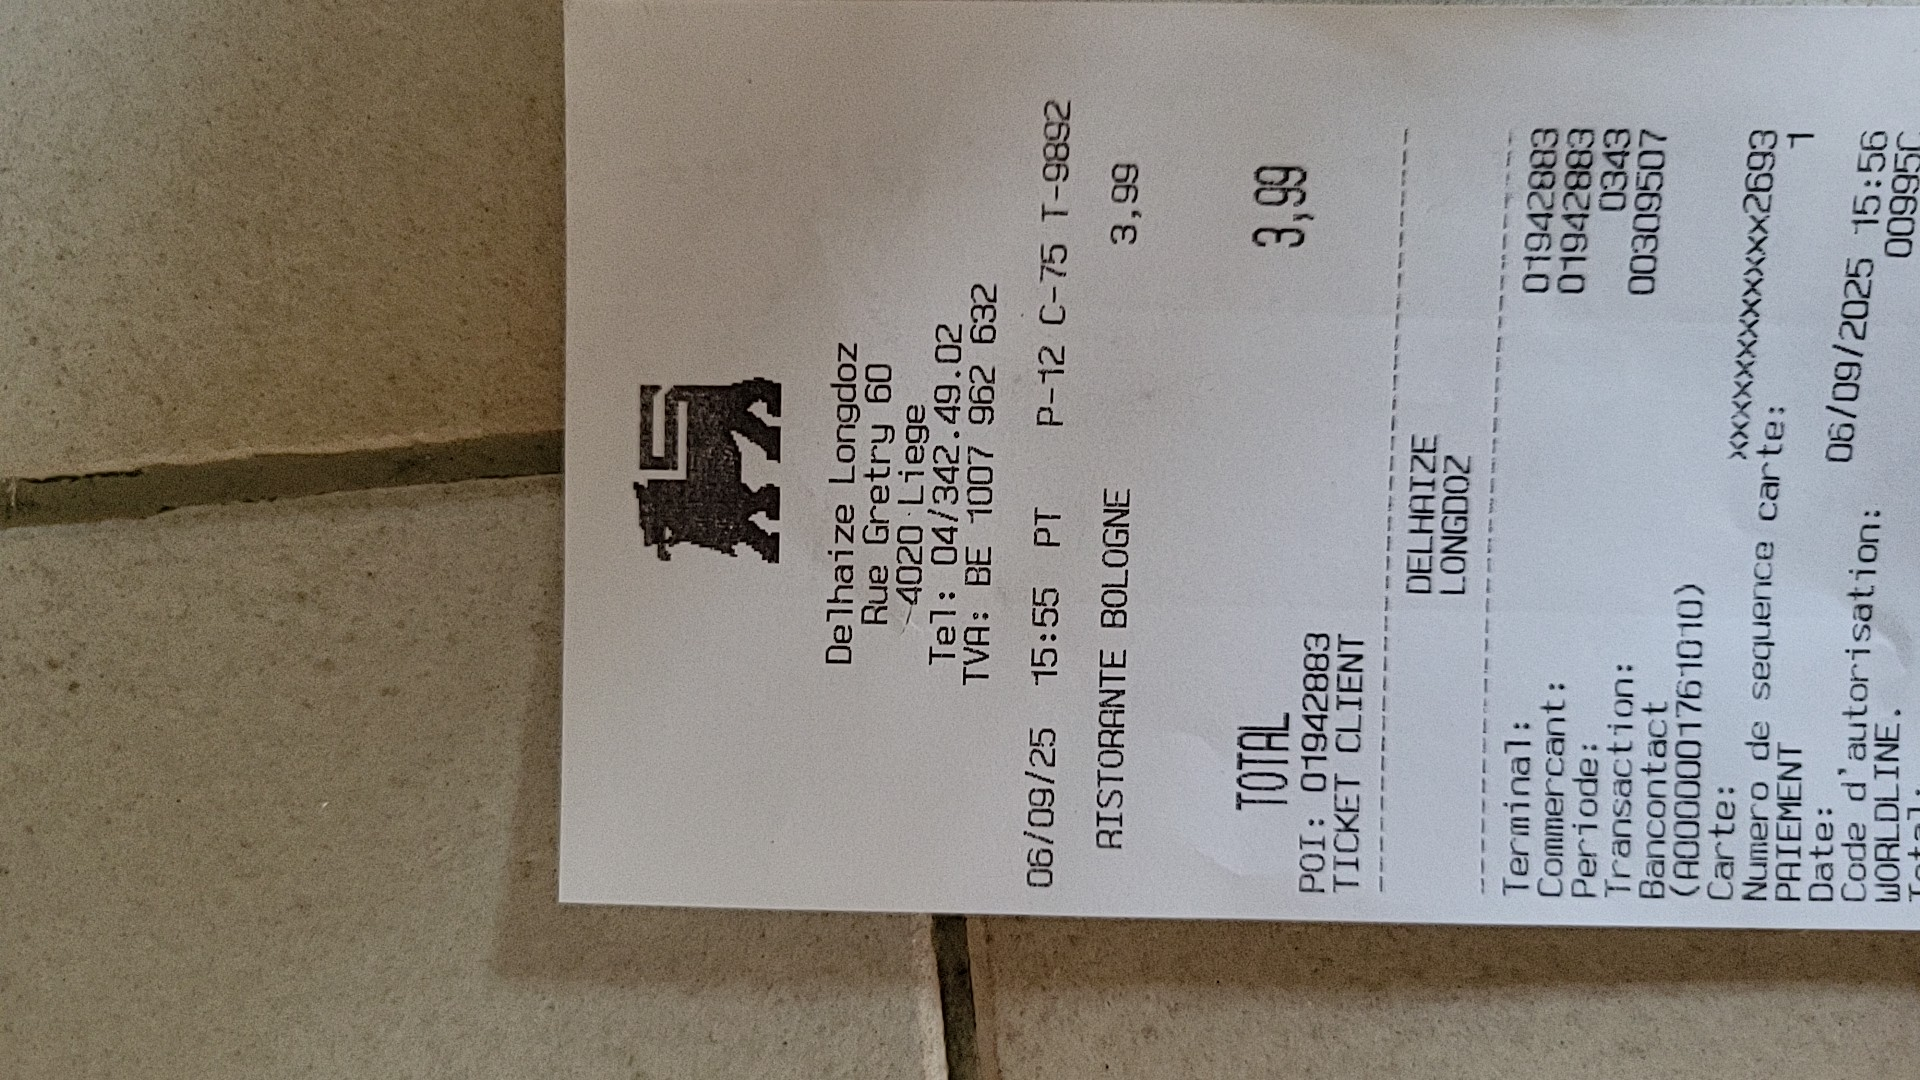 Delhaize Longdoz
Rue Gretry 60
4020 Liege
Tel: 04/342.49.02
TVA: BE 1007 962 632
06/09/25 15:55 PT P-12 C-75 T-9892
RISTORANTE BOLOGNE 3,99
TOTAL 3,99
POI: 01942883
TICKET CLIENT
DELHAIZE
LONGDOZ
Terminal: 01942883
Commercant: 01942883
Periode: 0343
Transaction: 00309507
Bancontact
(A0000001761010)
Carte: xxxxxxxxxxxxx2693
Numero de sequence carte: 1
PAIEMENT
Date: 06/09/2025 15:56
Code d'autorisation: 00995C
WORLDLINE.